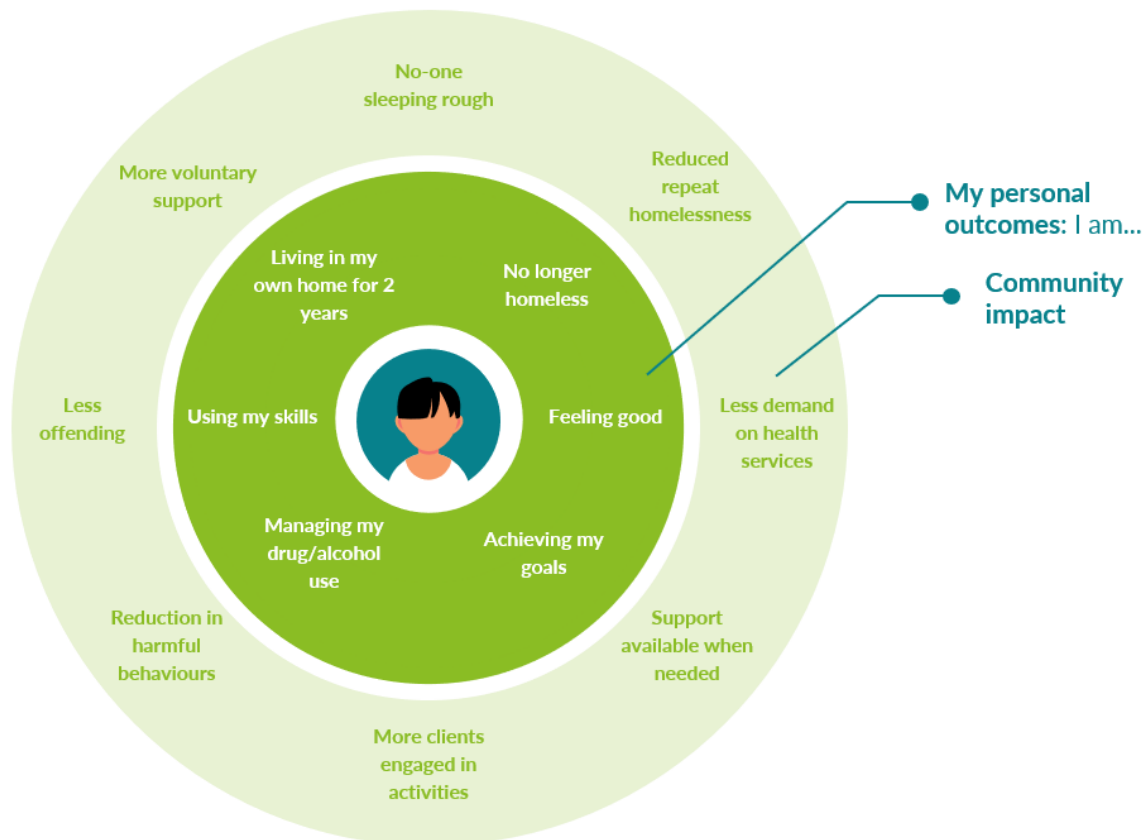 No-one
sleeping rough
More voluntary
support
Reduced
repeat
homelessness
My personal
outcomes: I am...
Living in my
own home for 2
years
No longer
homeless
Community
impact
Less
offending
Using my skills
Feeling good
Less demand
on health
services
Managing my
drug/alcohol
use
Achieving my
goals
Reduction in
harmful
behaviours
Support
available when
needed
More clients
engaged in
activities